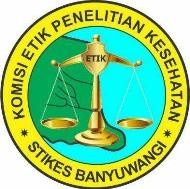 KOMISI ETIK PENELITIAN KESEHATAN
ETIK
STIKES BANYUWANGI